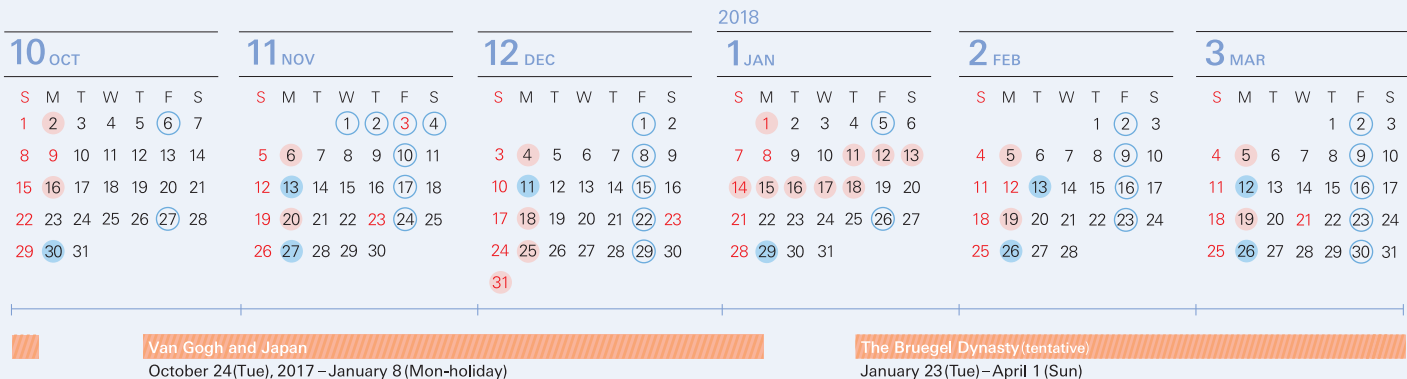 2018
10 OCT 11 NOV 12 DEC 1 JAN 2 FEB 3 MAR
S M T W T F S S M T W T F S S M T W T F S S M T W T F S S M T W T F S S M T W T F S
1 2 3 4 5 6 7 1 2 3 4 1 2 1 2 3 4 5 6 1 2 3 1 2 3
8 9 10 11 12 13 14 5 6 7 8 9 10 11 3 4 5 6 7 8 9 7 8 9 10 11 12 13 4 5 6 7 8 9 10 4 5 6 7 8 9 10
15 16 17 18 19 20 21 12 13 14 15 16 17 18 10 11 12 13 14 15 16 14 15 16 17 18 19 20 11 12 13 14 15 16 17 11 12 13 14 15 16 17
22 23 24 25 26 27 28 19 20 21 22 23 24 25 17 18 19 20 21 22 23 21 22 23 24 25 26 27 18 19 20 21 22 23 24 18 19 20 21 22 23 24
29 30 31 26 27 28 29 30 24 25 26 27 28 29 30 28 29 30 31 25 26 27 28 25 26 27 28 29 30 31
31
Van Gogh and Japan The Bruegel Dynasty(tentative)
October 24(Tue), 2017–January 8(Mon-holiday) January 23(Tue)–April 1(Sun)